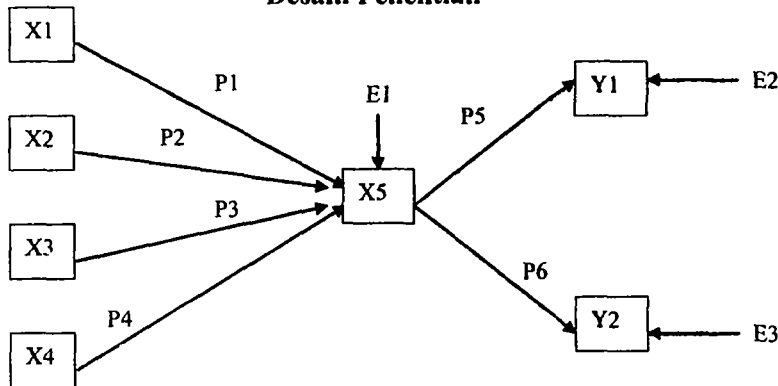 Desain Penelitian
X1
P1
E1
P5
Y1
E2
X2
P2
X5
X3
P3
P6
P4
X4
Y2
E3